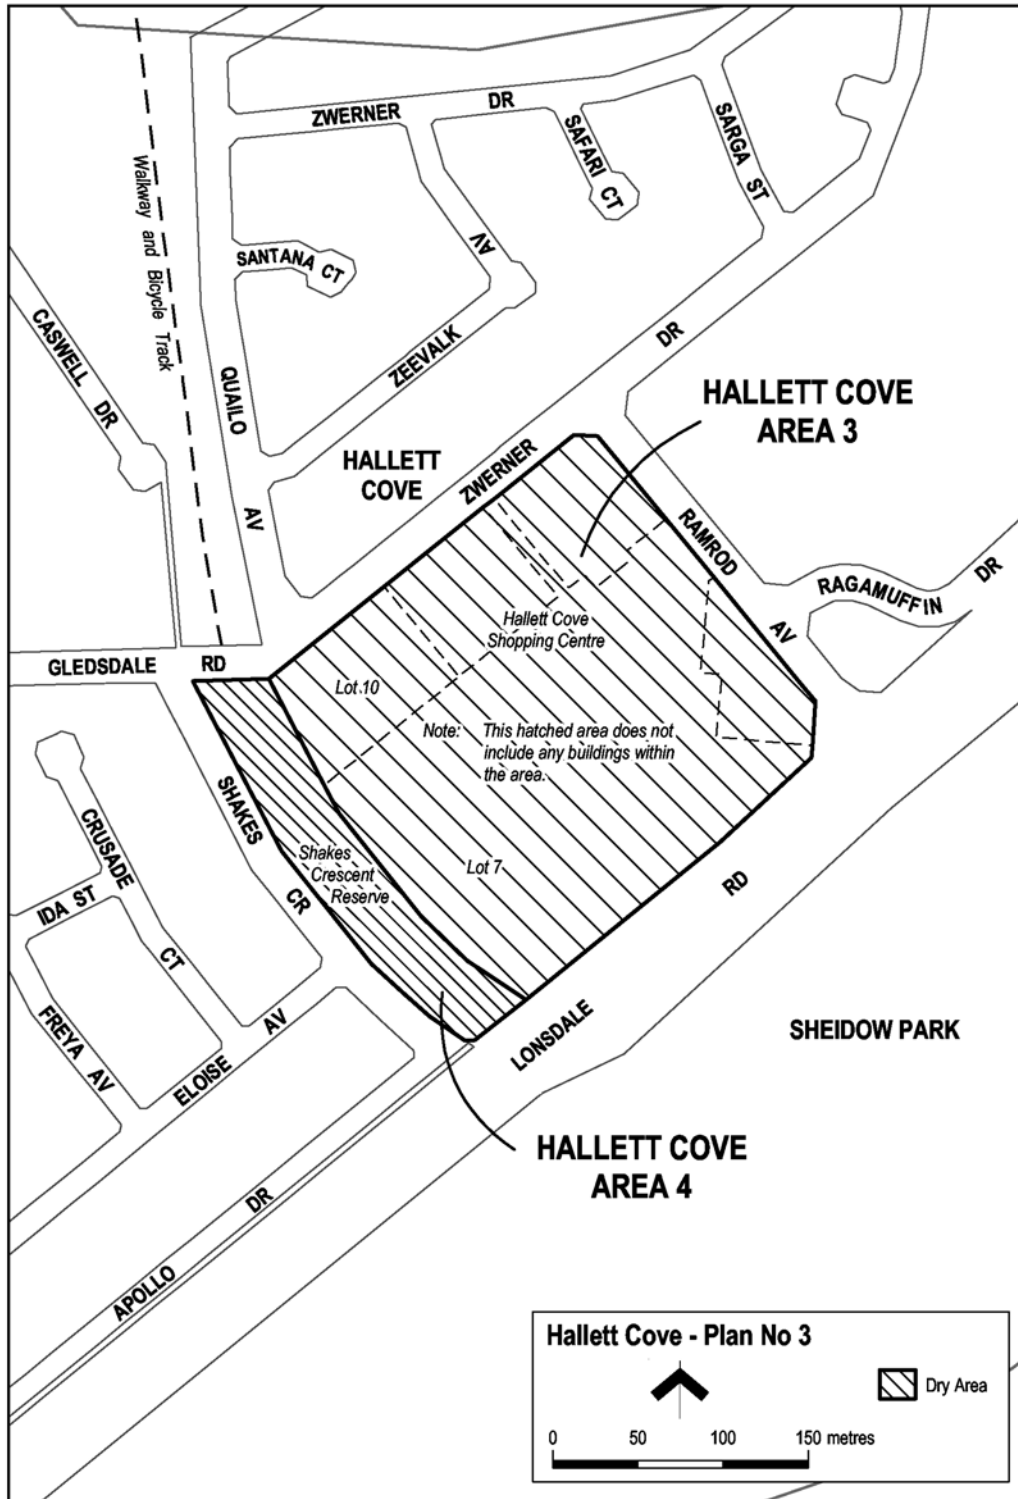 ZWERNER
DR
SAFARI CT
SARGA ST
Walkway and Bicycle Track
AV
SANTANA CT
CASWELL DR
QUAILO
ZEEVALK
DR
HALLETT COVE
AREA 3
HALLETT
COVE
ZWERNER
AV
RAMROD
RAGAMUFFIN
DR
Hallett Cove
Shopping Centre
AV
GLEDSDALE RD
Lot 10
Note: This hatched area does not
include any buildings within
the area.
SHAKES
CRUSADE
Shakes
Crescent
Reserve
Lot 7
RD
CR
IDA ST
CT
FREYA AV
AV
ELOISE
LONSDALE
SHEIDOW PARK
HALLETT COVE
AREA 4
DR
APOLLO
Hallett Cove - Plan No 3
Dry Area
0 50 100 150 metres